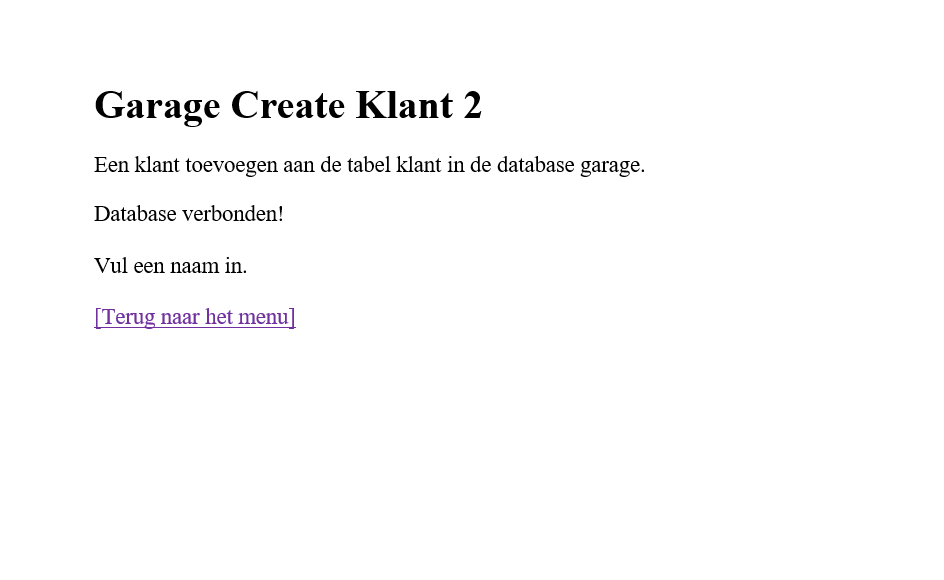 Garage Create Klant 2
Een klant toevoegen aan de tabel klant in de database garage.
Database verbonden!
Vul een naam in.
[Terug naar het menu]